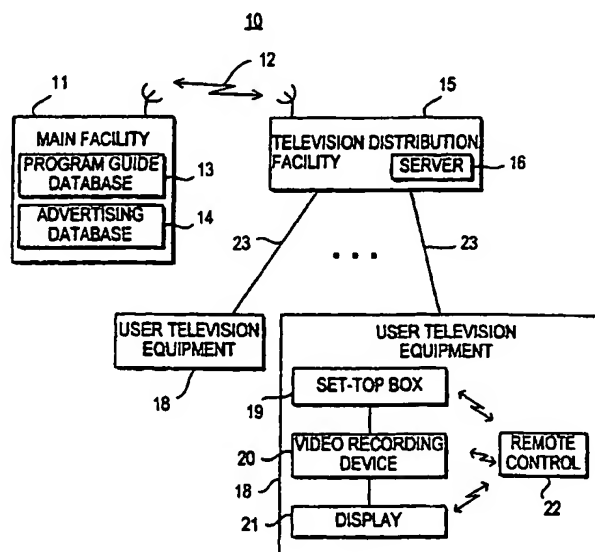 10
12
11
15
MAIN FACILITY
PROGRAM GUIDE
DATABASE
13
ADVERTISING
DATABASE
14
TELEVISION DISTRIBUTION
FACILITY
SERVER
16
23
. . .
23
USER TELEVISION
EQUIPMENT
18
USER TELEVISION
EQUIPMENT
SET-TOP BOX
19
VIDEO RECORDING
DEVICE
20
18
REMOTE
CONTROL
22
DISPLAY
21